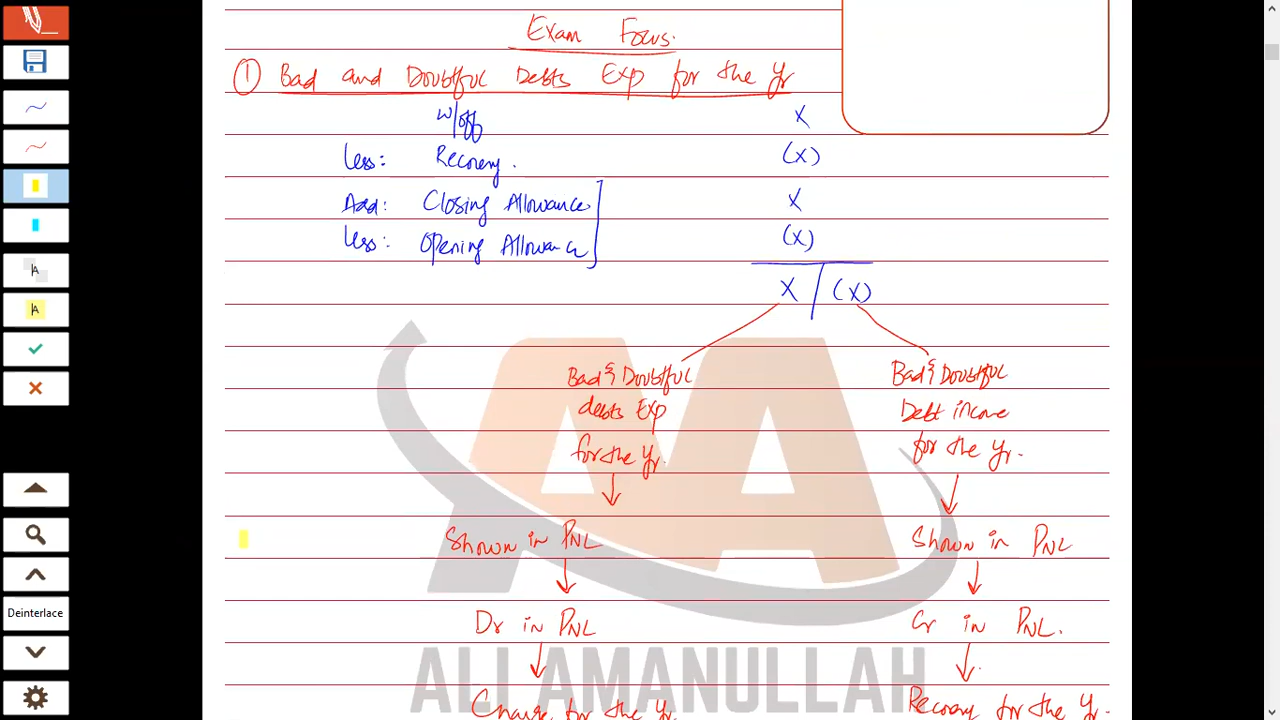 Exam Focus.
① Bad and Doubtful Debts Exp for the Yr
w/off X
less: Recovery. (X)
Add: Closing Allowance X
less: Opening Allowance (X)
X / (X)
Bad & Doubtful debts Exp for the Yr.
Bad & Doubtful Debt income for the Yr.
Shown in PNL Shown in PNL
Dr in PNL Cr in PNL.
Charge for the Yr Recovery for the Yr.
ALI AMANULLAH
Deinterlace